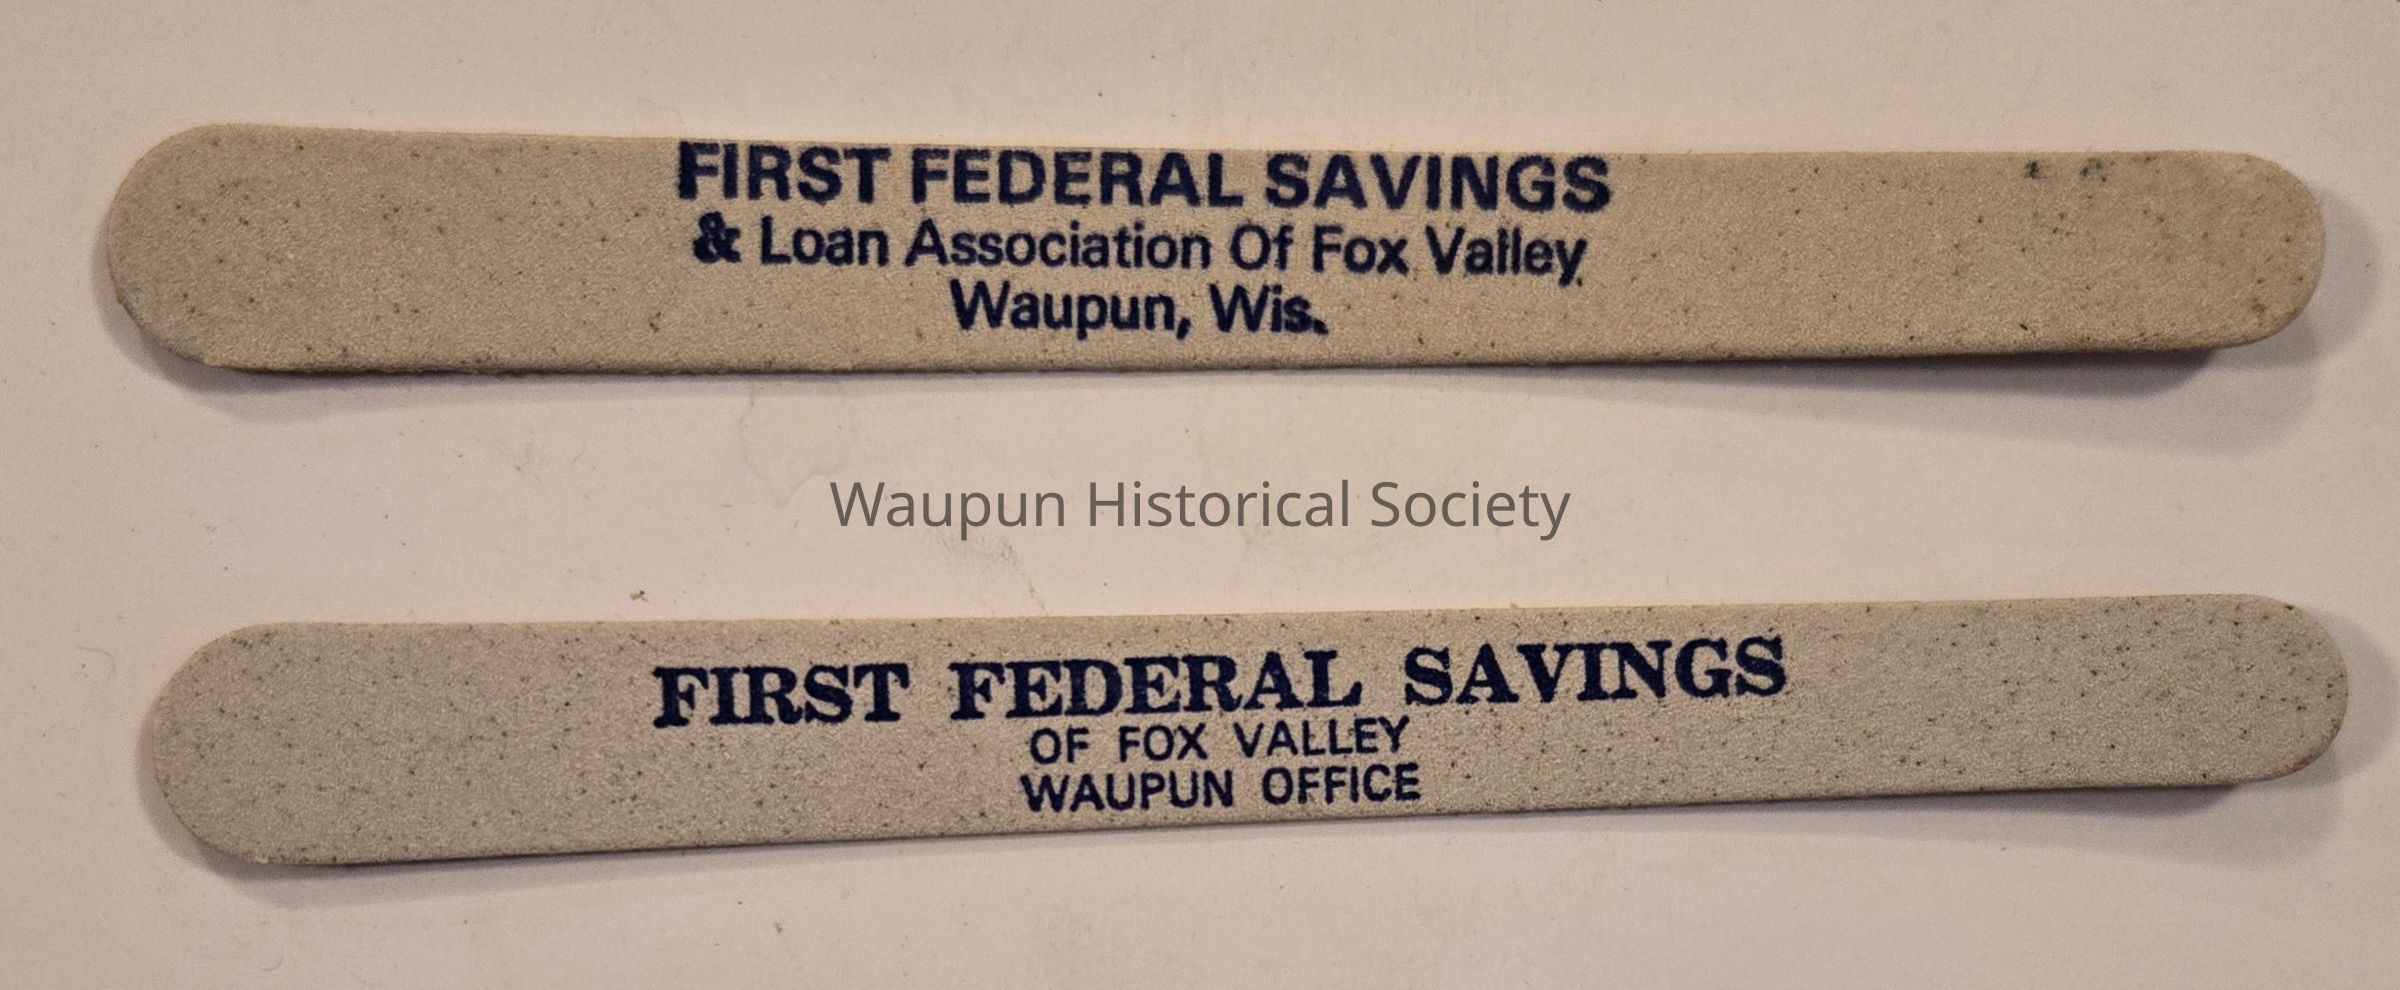 FIRST FEDERAL SAVINGS
& Loan Association Of Fox Valley
Waupun, Wis.
Waupun Historical Society
FIRST FEDERAL SAVINGS
OF FOX VALLEY
WAUPUN OFFICE